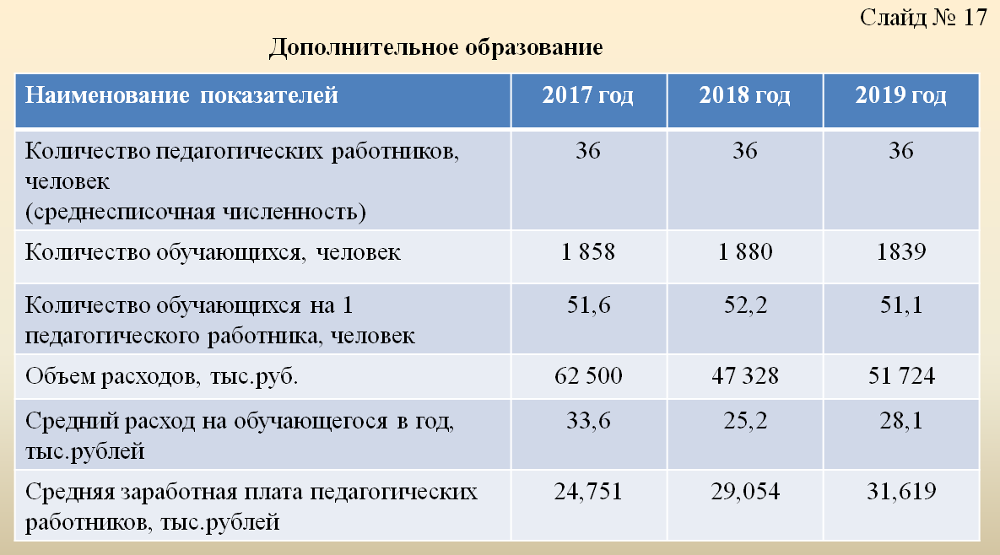 Слайд № 17
Дополнительное образование
Наименование показателей 2017 год 2018 год 2019 год
Количество педагогических работников, 36 36 36
человек
(среднесписочная численность)
Количество обучающихся, человек 1 858 1 880 1839
Количество обучающихся на 1 51,6 52,2 51,1
педагогического работника, человек
Объем расходов, тыс.руб. 62 500 47 328 51 724
Средний расход на обучающегося в год, 33,6 25,2 28,1
тыс.рублей
Средняя заработная плата педагогических 24,751 29,054 31,619
работников, тыс.рублей